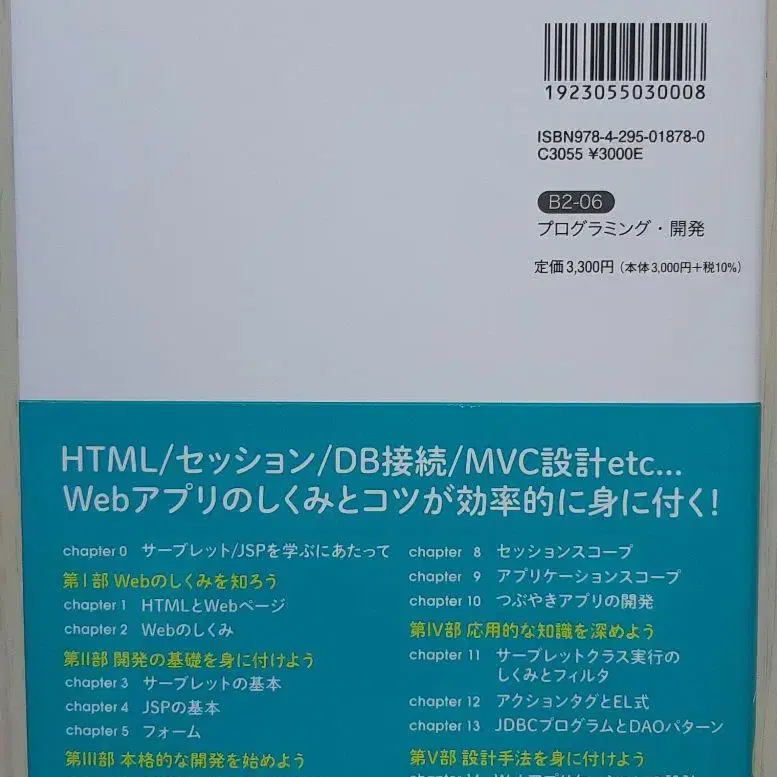 1923055030008
ISBN978-4-295-01878-0
C3055 ¥3000E
B2-06
プログラミング・開発
定価3,300円（本体3,000円+税10%）
HTML/セッション/DB接続/MVC設計etc...
Webアプリのしくみとコツが効率的に身に付く!
chapter 0 サーブレット/JSPを学ぶにあたって
第I部 Webのしくみを知ろう
chapter 1 HTMLとWebページ
chapter 2 Webのしくみ
第II部 開発の基礎を身に付けよう
chapter 3 サーブレットの基本
chapter 4 JSPの基本
chapter 5 フォーム
第III部 本格的な開発を始めよう
chapter 8 セッションスコープ
chapter 9 アプリケーションスコープ
chapter 10 つぶやきアプリの開発
第IV部 応用的な知識を深めよう
chapter 11 サーブレットクラス実行の
しくみとフィルタ
chapter 12 アクションタグとEL式
chapter 13 JDBCプログラムとDAOパターン
第V部 設計手法を身に付けよう